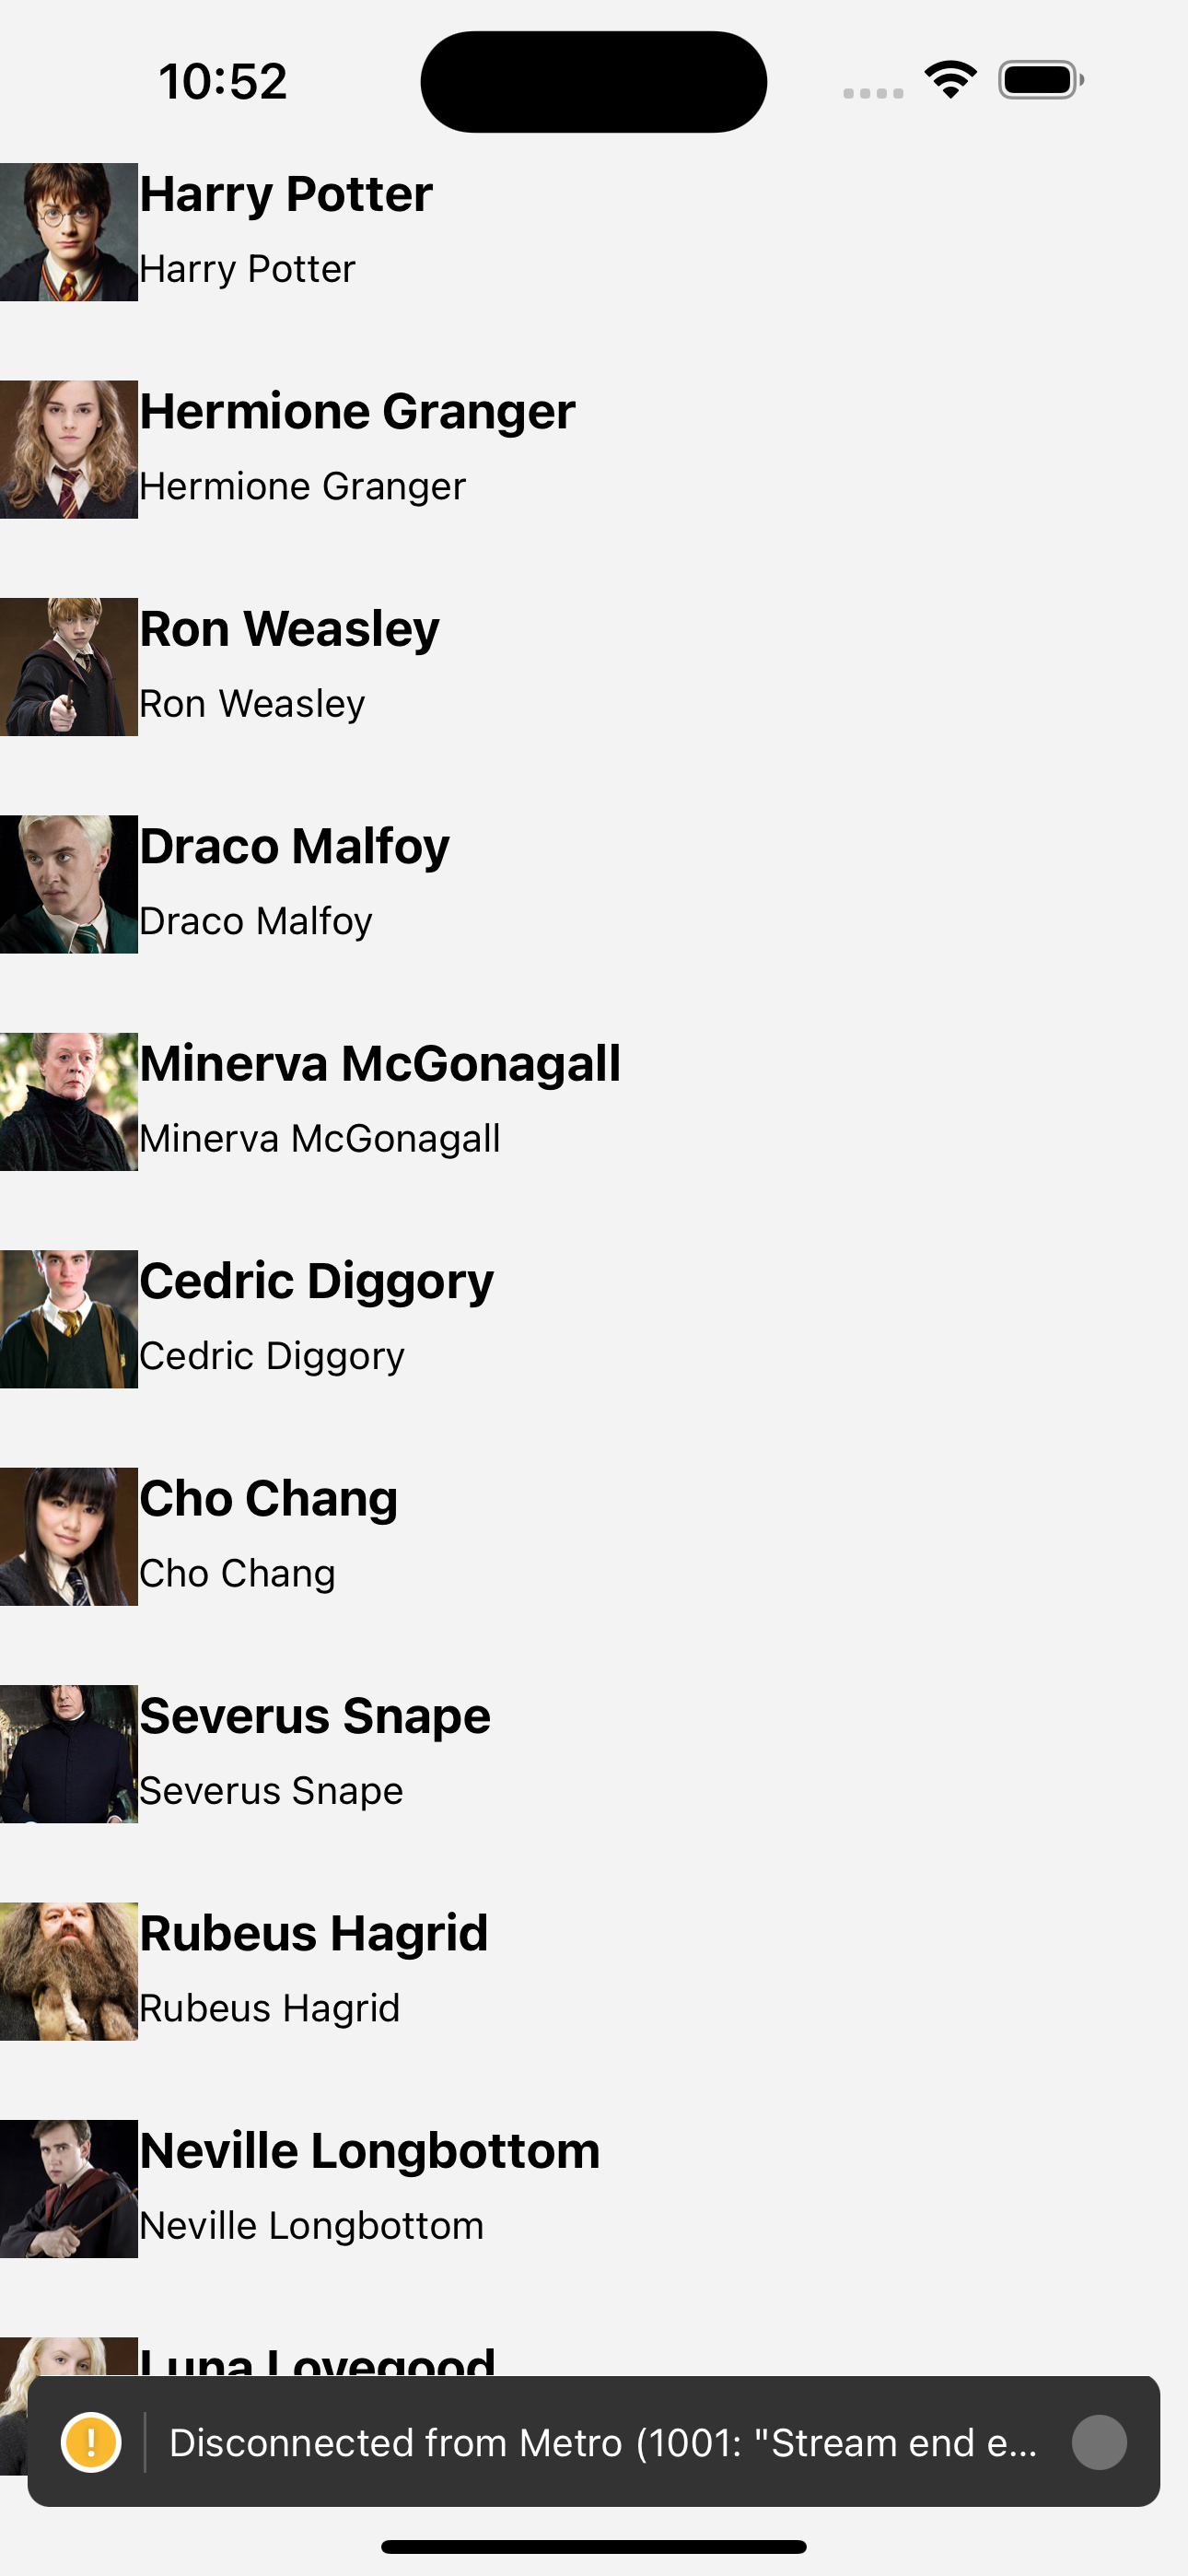 10:52
Harry Potter
Harry Potter
Hermione Granger
Hermione Granger
Ron Weasley
Ron Weasley
Draco Malfoy
Draco Malfoy
Minerva McGonagall
Minerva McGonagall
Cedric Diggory
Cedric Diggory
Cho Chang
Cho Chang
Severus Snape
Severus Snape
Rubeus Hagrid
Rubeus Hagrid
Neville Longbottom
Neville Longbottom
Luna Lovegood
! Disconnected from Metro (1001: "Stream end e...